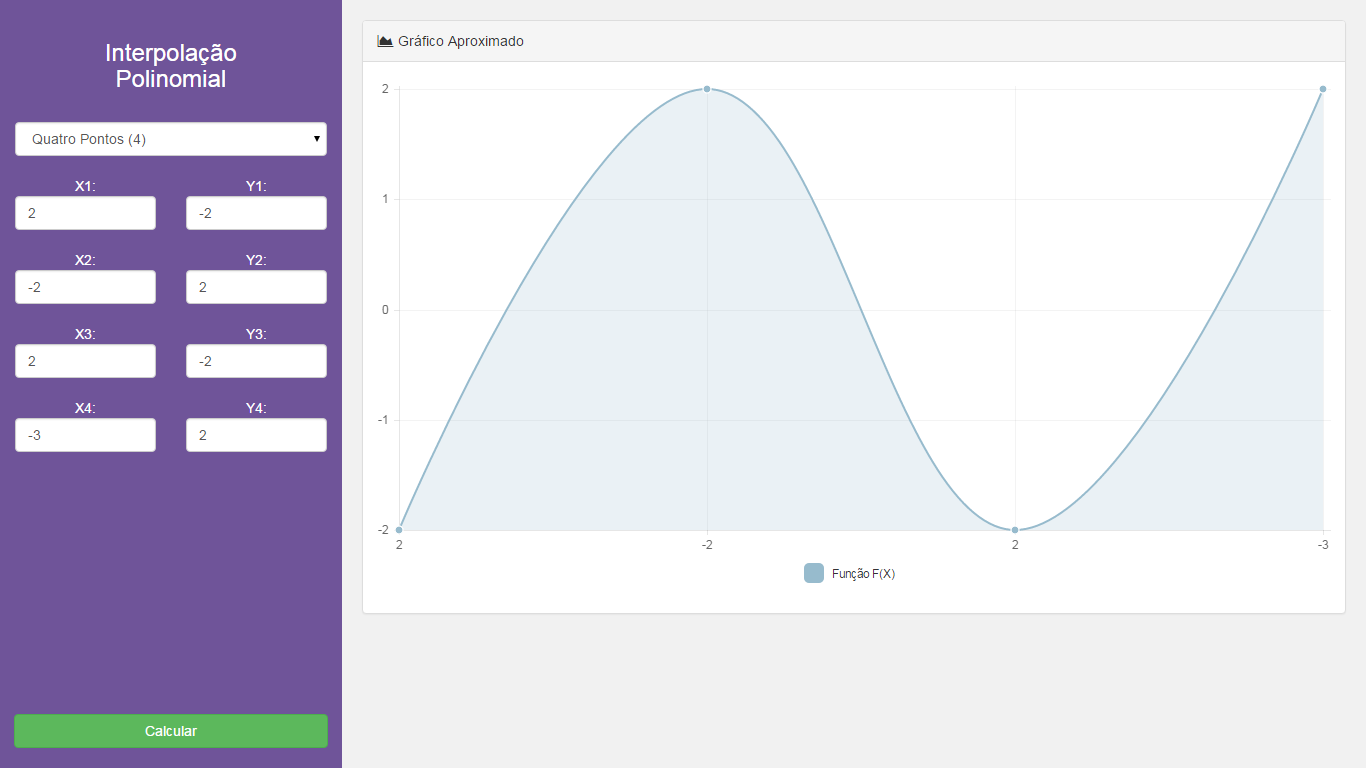 Interpolação
Polinomial
Quatro Pontos (4)
X1: Y1:
2 -2
X2: Y2:
-2 2
X3: Y3:
2 -2
X4: Y4:
-3 2
Calcular
Gráfico Aproximado
2
1
0
-1
-2
2 -2 2 -3
Função F(X)